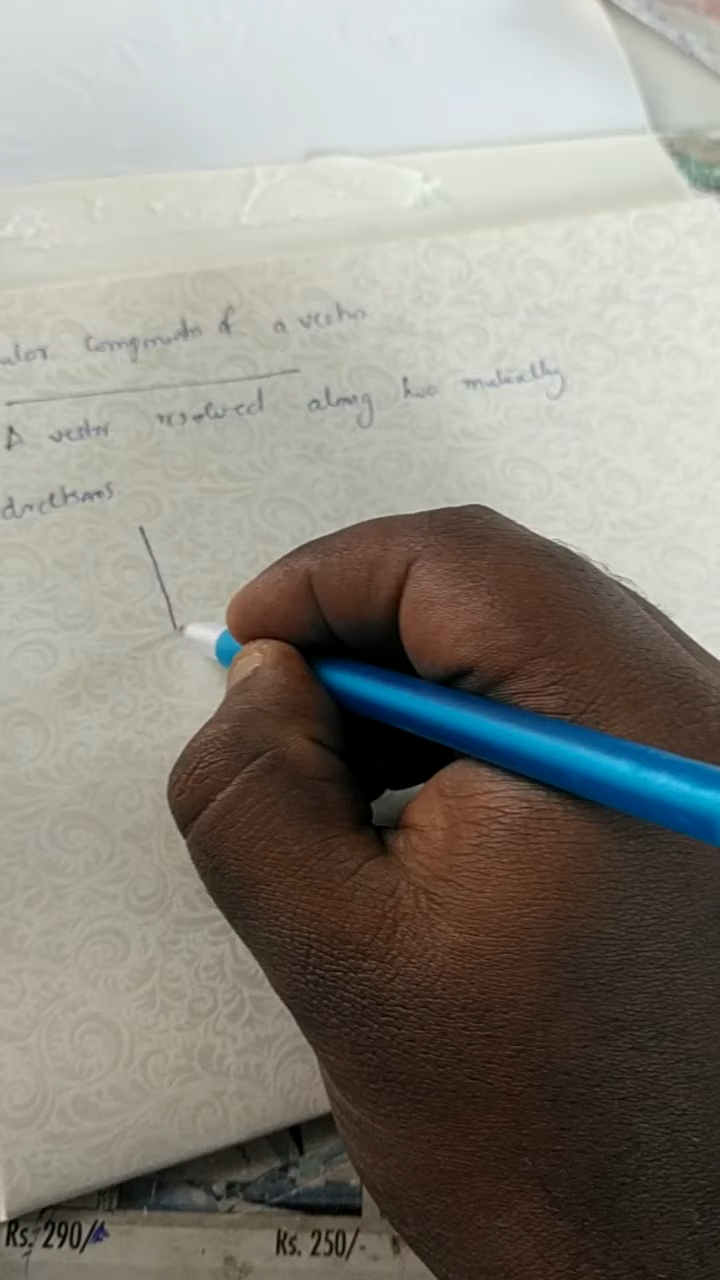 components of a vector
A vector resolved along two mutually
directions.
Rs. 290/-
Rs. 250/-